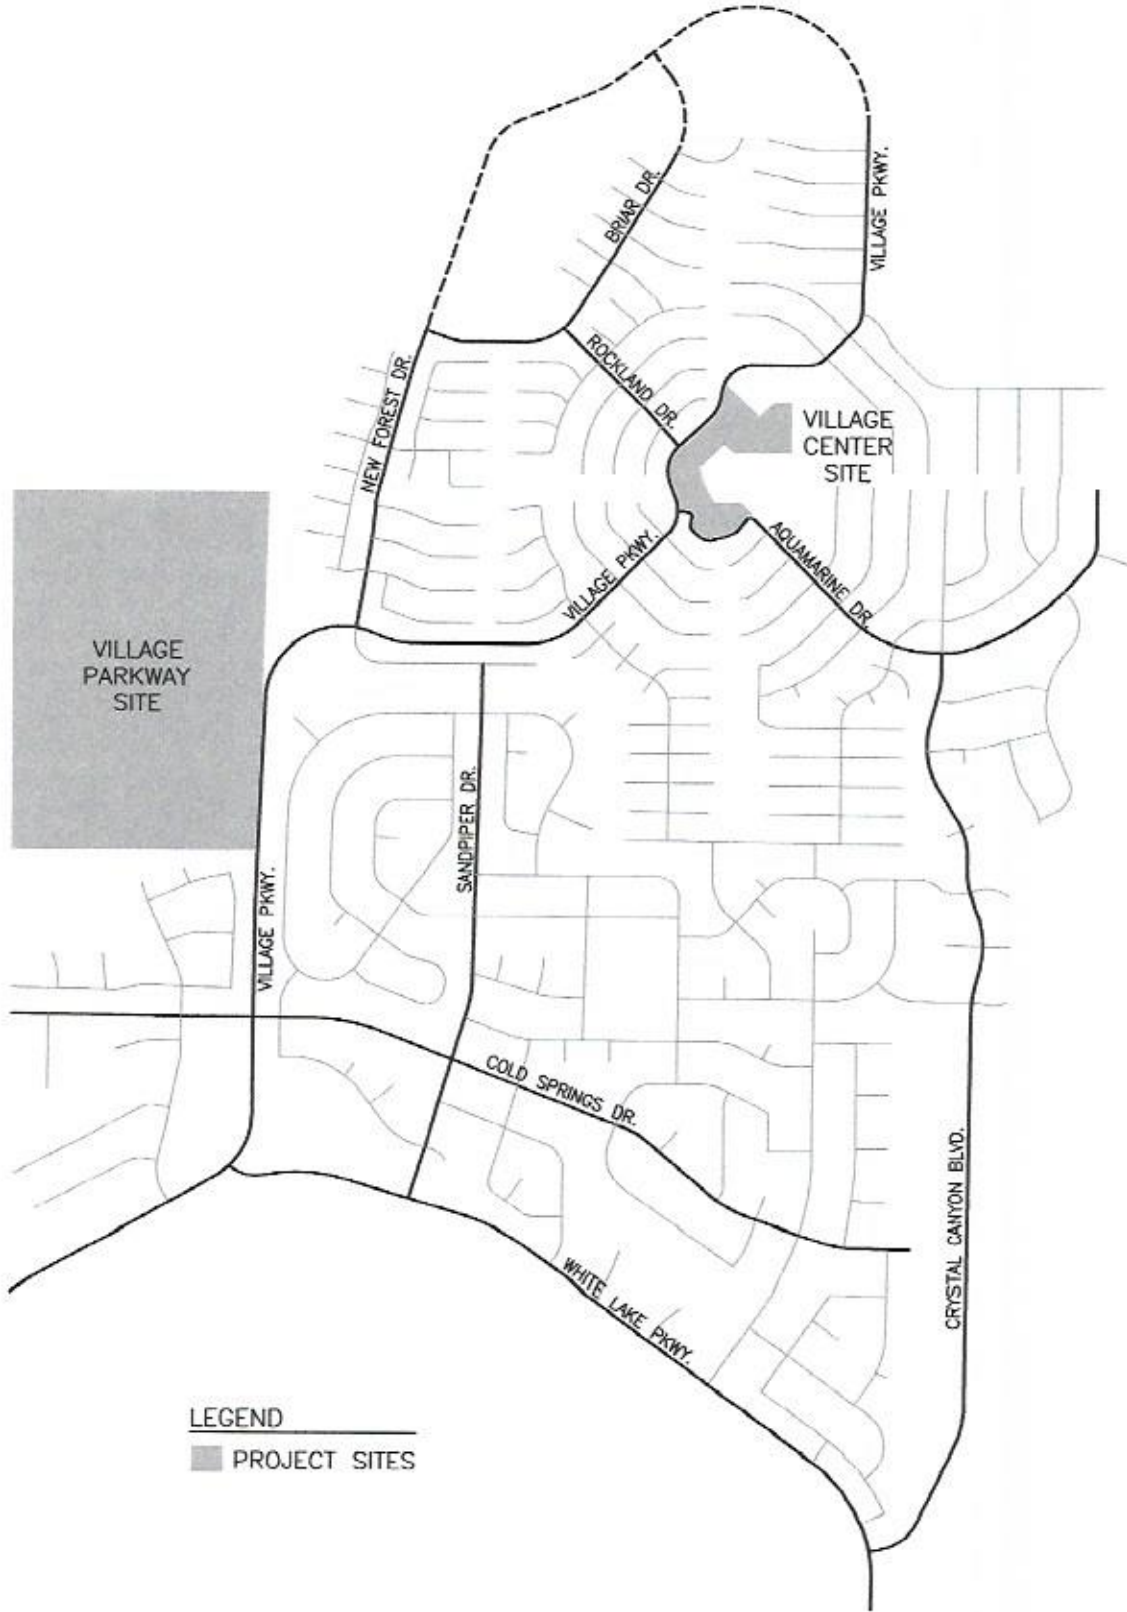 VILLAGE PKWY.
BRIAR DR.
ROCKLAND DR.
NEW FOREST DR.
VILLAGE
CENTER
SITE
AQUAMARINE DR.
VILLAGE PKWY.
VILLAGE
PARKWAY
SITE
SANDPIPER DR.
VILLAGE PKWY.
COLD SPRINGS DR.
CRYSTAL CANYON BLVD.
WHITE LAKE PKWY.
LEGEND
PROJECT SITES